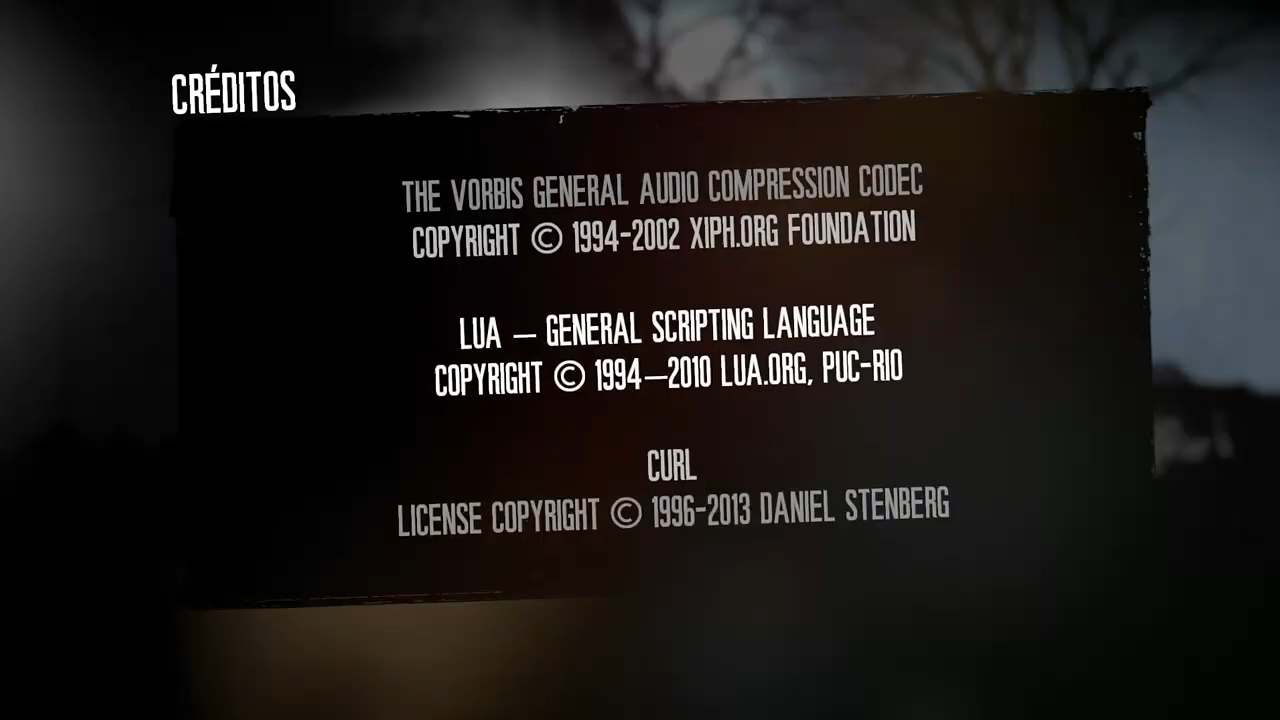 CRÉDITOS
THE VORBIS GENERAL AUDIO COMPRESSION CODEC
COPYRIGHT © 1994-2002 XIPH.ORG FOUNDATION
LUA – GENERAL SCRIPTING LANGUAGE
COPYRIGHT © 1994–2010 LUA.ORG, PUC-RIO
CURL
LICENSE COPYRIGHT © 1996-2013 DANIEL STENBERG